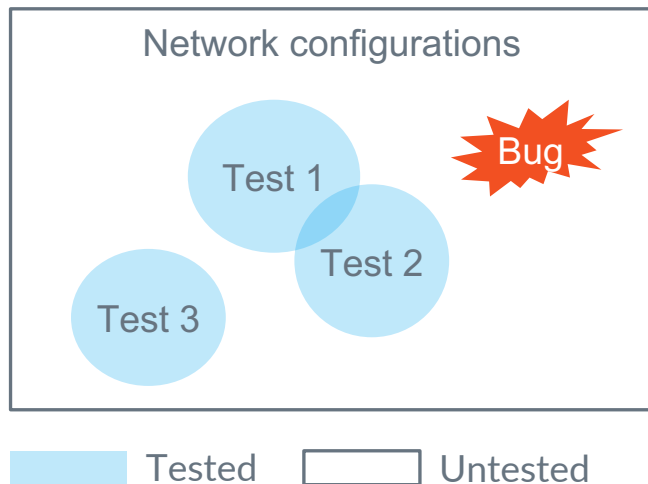 Network configurations
Bug
Test 1
Test 2
Test 3
Tested
Untested